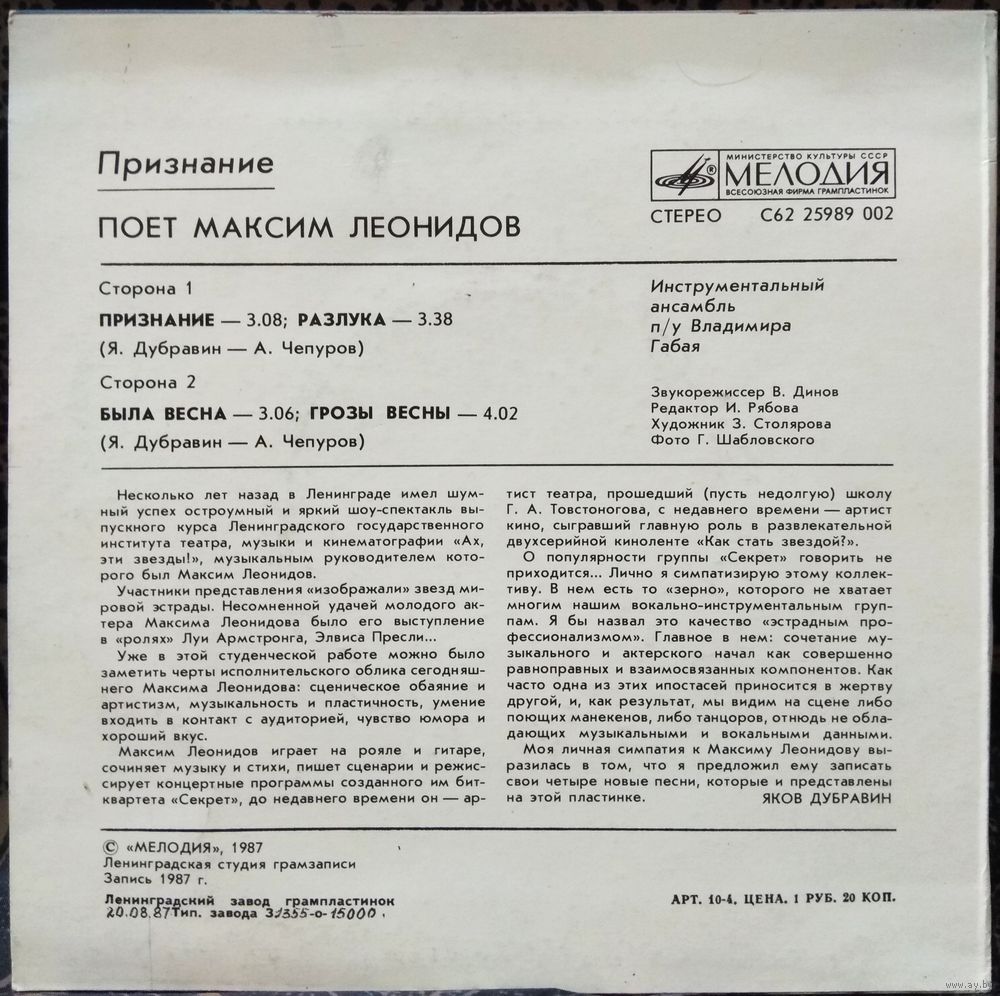 Признание
ПОЕТ МАКСИМ ЛЕОНИДОВ
МИНИСТЕРСТВО КУЛЬТУРЫ СССР
МЕЛОДИЯ
ВСЕСОЮЗНАЯ ФИРМА ГРАМПЛАСТИНОК
®
СТЕРЕО С62 25989 002
Сторона 1
ПРИЗНАНИЕ — 3.08; РАЗЛУКА — 3.38
(Я. Дубравин — А. Чепуров)
Сторона 2
БЫЛА ВЕСНА — 3.06; ГРОЗЫ ВЕСНЫ — 4.02
(Я. Дубравин — А. Чепуров)
Инструментальный
ансамбль
п/у Владимира
Габая
Звукорежиссер В. Динов
Редактор И. Рябова
Художник З. Столярова
Фото Г. Шабловского
Несколько лет назад в Ленинграде имел шум-
ный успех остроумный и яркий шоу-спектакль вы-
пускного курса Ленинградского государственного
института театра, музыки и кинематографии «Ах,
эти звезды!», музыкальным руководителем кото-
рого был Максим Леонидов.
Участники представления «изображали» звезд ми-
ровой эстрады. Несомненной удачей молодого ак-
тера Максима Леонидова было его выступление
в «ролях» Луи Армстронга, Элвиса Пресли...
Уже в этой студенческой работе можно было
заметить черты исполнительского облика сегодняш-
него Максима Леонидова: сценическое обаяние и
артистизм, музыкальность и пластичность, умение
входить в контакт с аудиторией, чувство юмора и
хороший вкус.
Максим Леонидов играет на рояле и гитаре,
сочиняет музыку и стихи, пишет сценарии и режис-
сирует концертные программы созданного им бит-
квартета «Секрет», до недавнего времени он — ар-
тист театра, прошедший (пусть недолгую) школу
Г. А. Товстоногова, с недавнего времени — артист
кино, сыгравший главную роль в развлекательной
двухсерийной киноленте «Как стать звездой?».
О популярности группы «Секрет» говорить не
приходится... Лично я симпатизирую этому коллек-
тиву. В нем есть то «зерно», которого не хватает
многим нашим вокально-инструментальным груп-
пам. Я бы назвал это качество «эстрадным про-
фессионализмом». Главное в нем: сочетание му-
зыкального и актерского начал как совершенно
равноправных и взаимосвязанных компонентов. Как
часто одна из этих ипостасей приносится в жертву
другой, и, как результат, мы видим на сцене либо
поющих манекенов, либо танцоров, отнюдь не обла-
дающих музыкальными и вокальными данными.
Моя личная симпатия к Максиму Леонидову вы-
разилась в том, что я предложил ему записать
свои четыре новые песни, которые и представлены
на этой пластинке. ЯКОВ ДУБРАВИН
© «МЕЛОДИЯ», 1987
Ленинградская студия грамзаписи
Запись 1987 г.
Ленинградский завод грампластинок
20.08.87 Тип. завода З1355-о-15000.
АРТ. 10-4. ЦЕНА. 1 РУБ. 20 КОП.